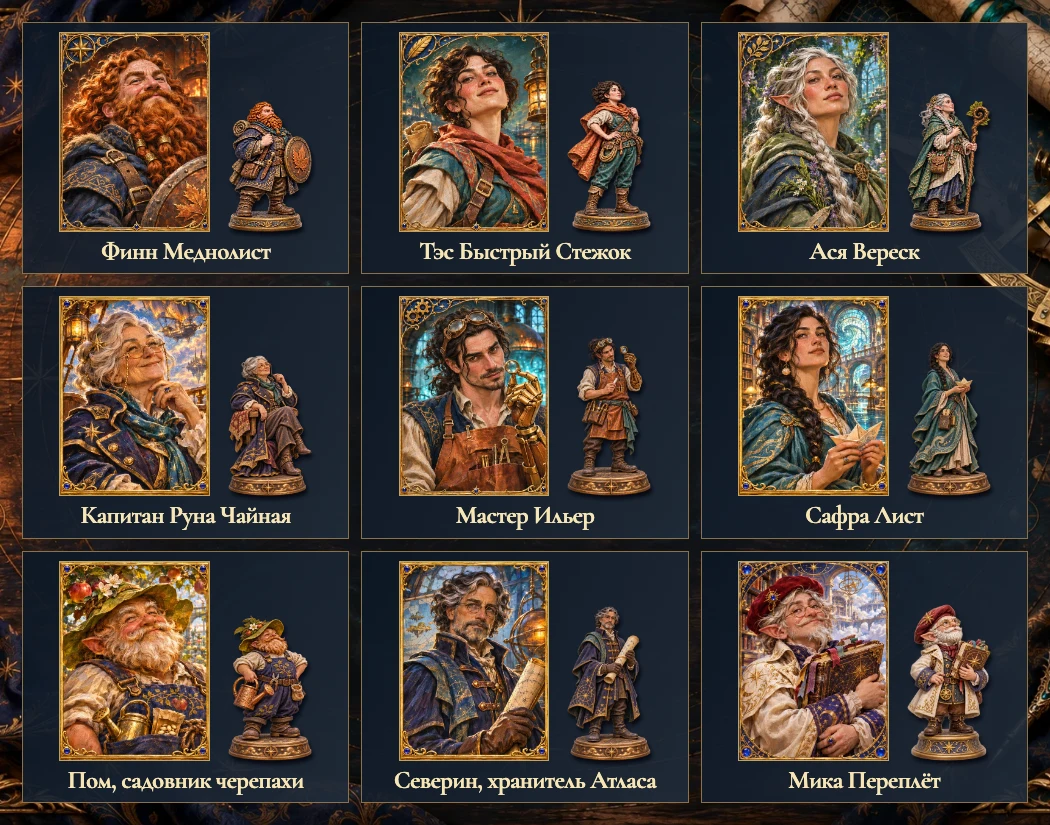 Финн Меднолист
Тэс Быстрый Стежок
Ася Вереск
Капитан Руна Чайная
Мастер Ильер
Сафра Лист
Пом, садовник черепахи
Северин, хранитель Атласа
Мика Переплёт